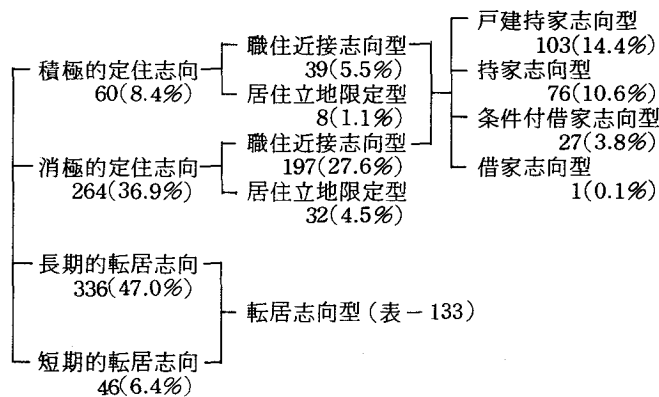 積極的定住志向
60(8.4%)
職住近接志向型
39(5.5%)
居住立地限定型
8(1.1%)
消極的定住志向
264(36.9%)
職住近接志向型
197(27.6%)
居住立地限定型
32(4.5%)
戸建持家志向型
103(14.4%)
持家志向型
76(10.6%)
条件付借家志向型
27(3.8%)
借家志向型
1(0.1%)
長期的転居志向
336(47.0%)
短期的転居志向
46(6.4%)
転居志向型(表-133)